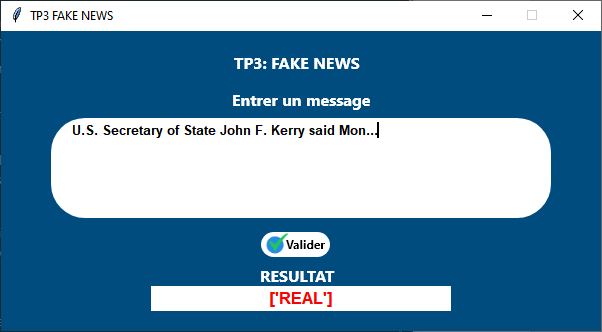 TP3 FAKE NEWS
TP3: FAKE NEWS
Entrer un message
U.S. Secretary of State John F. Kerry said Mon...
Valider
RESULTAT
['REAL']